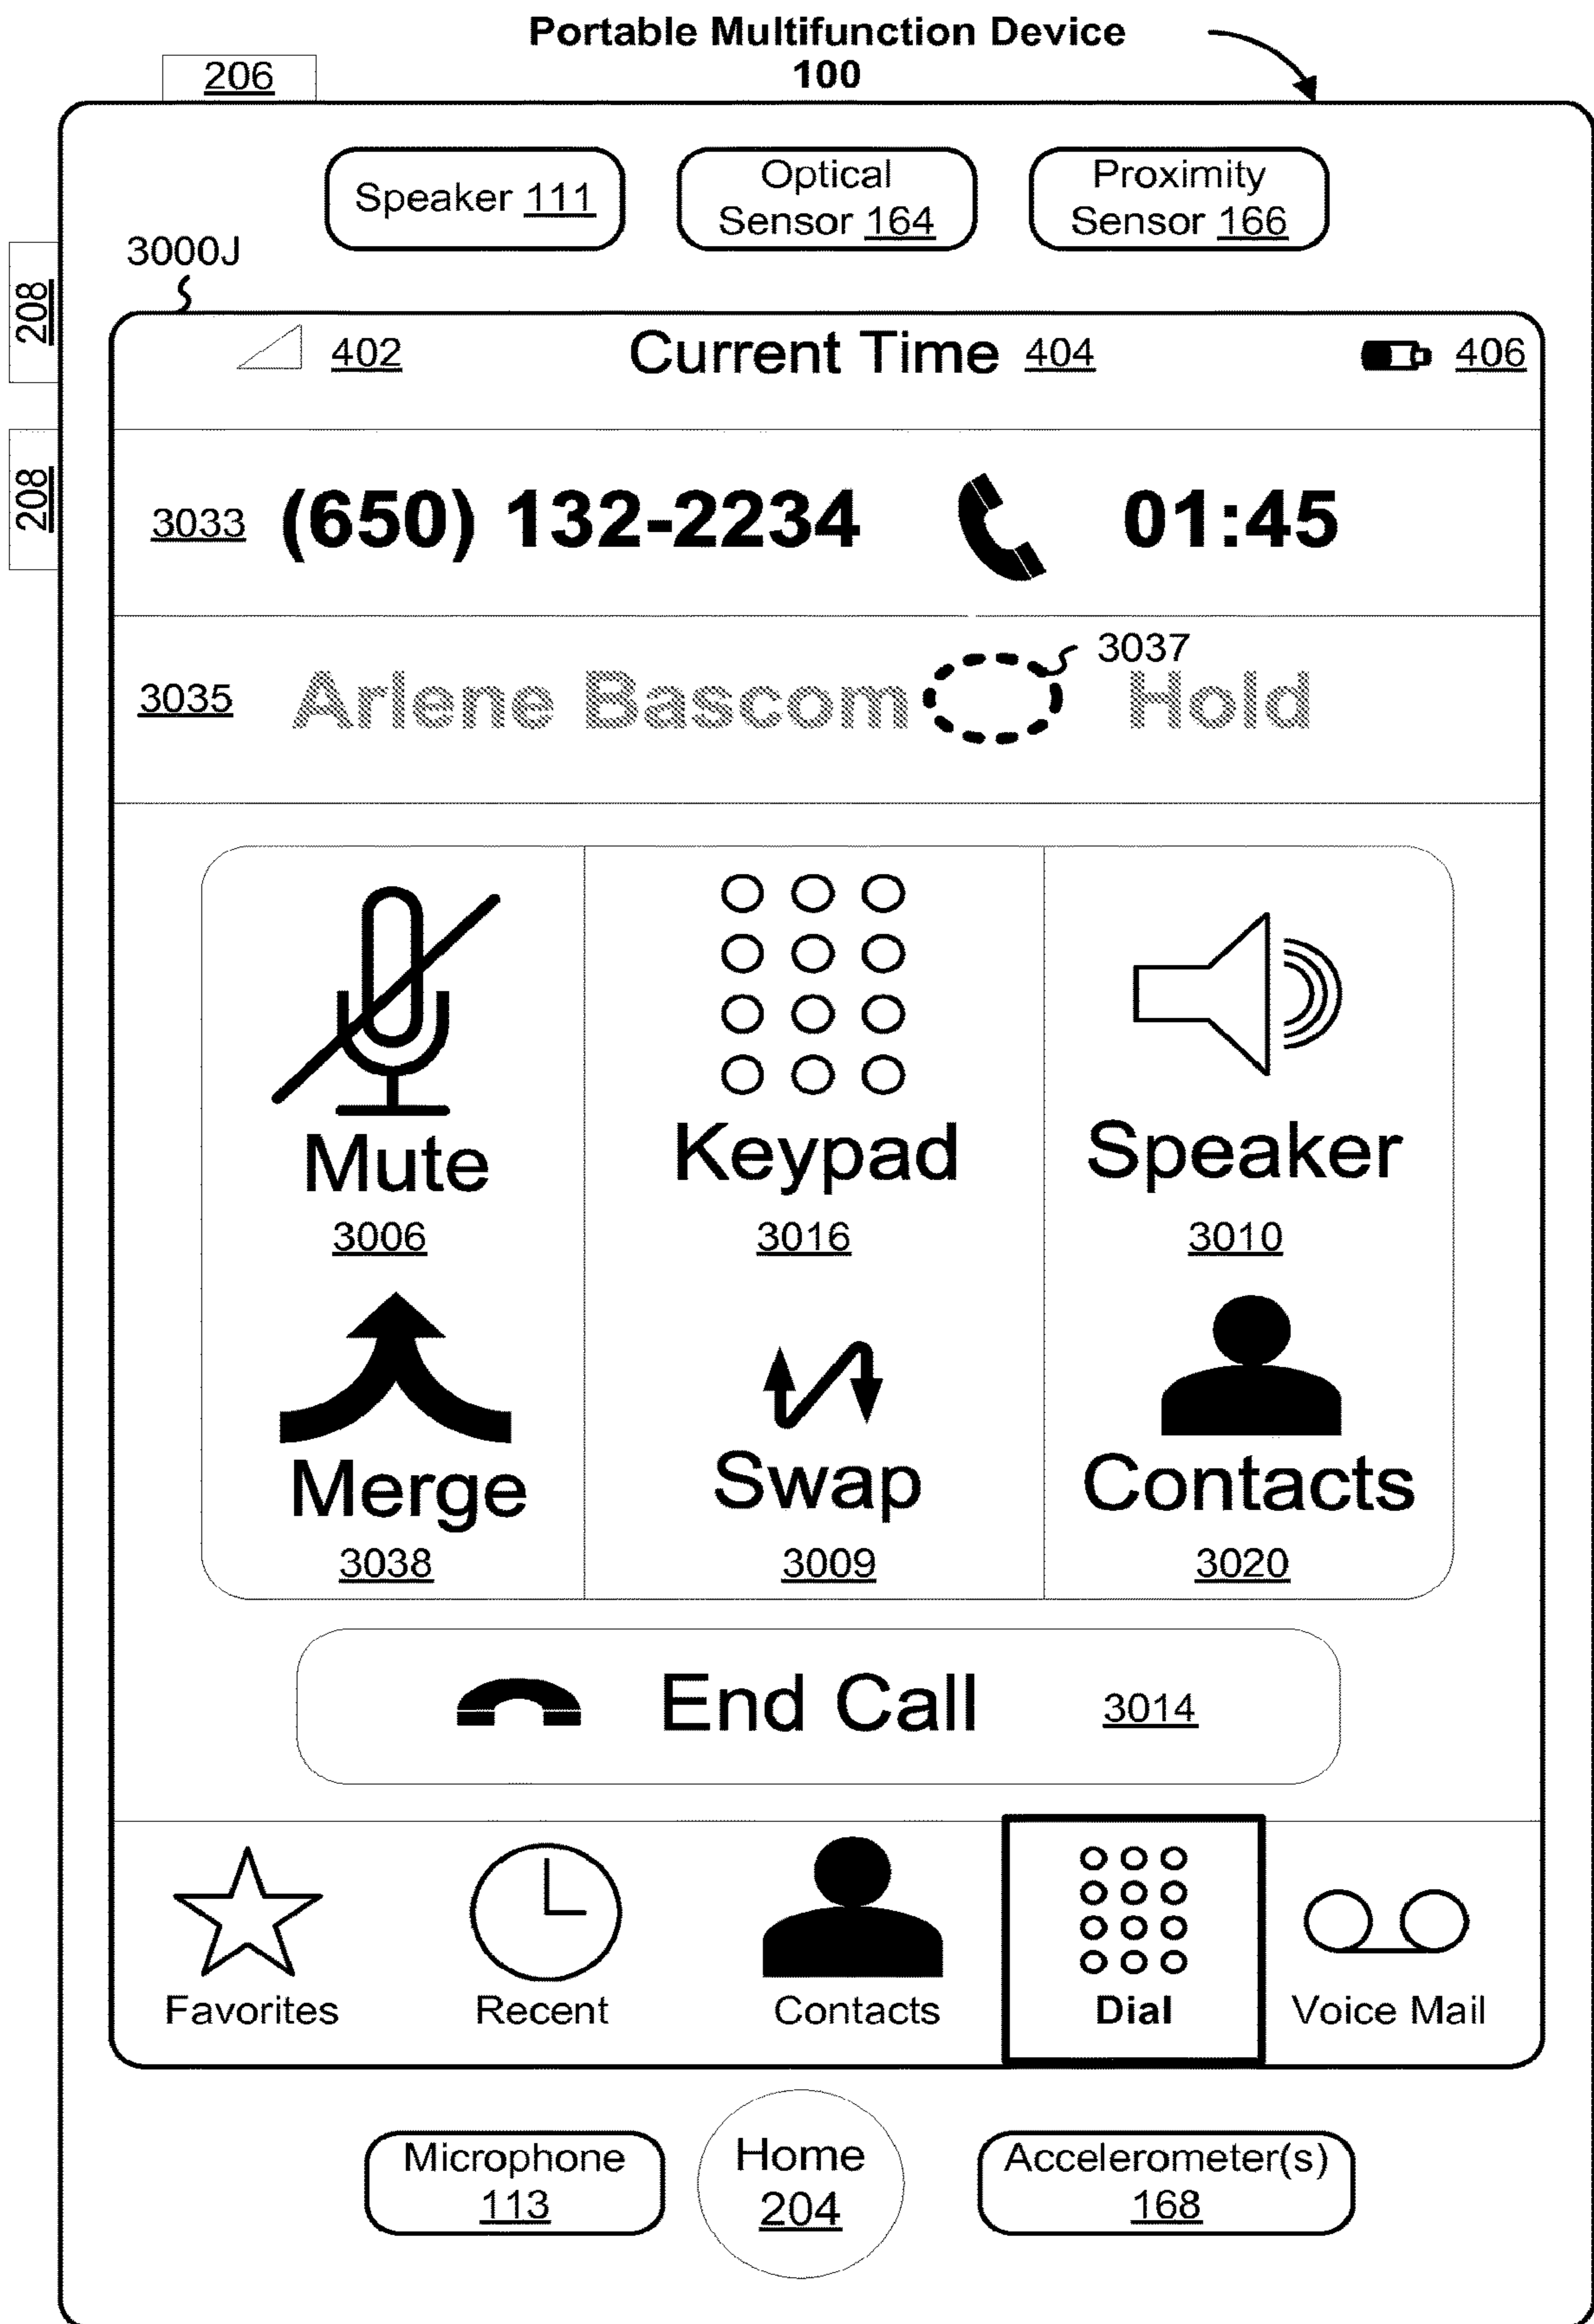 Portable Multifunction Device
100
206
Speaker 111
Optical
Sensor 164
Proximity
Sensor 166
3000J
208
402
Current Time 404
406
208
3033
(650) 132-2234
01:45
3037
3035
Arlene Bascom
Hold
Mute
Keypad
Speaker
3006
3016
3010
Merge
Swap
Contacts
3038
3009
3020
End Call
3014
Favorites
Recent
Contacts
Dial
Voice Mail
Microphone
113
Home
204
Accelerometer(s)
168